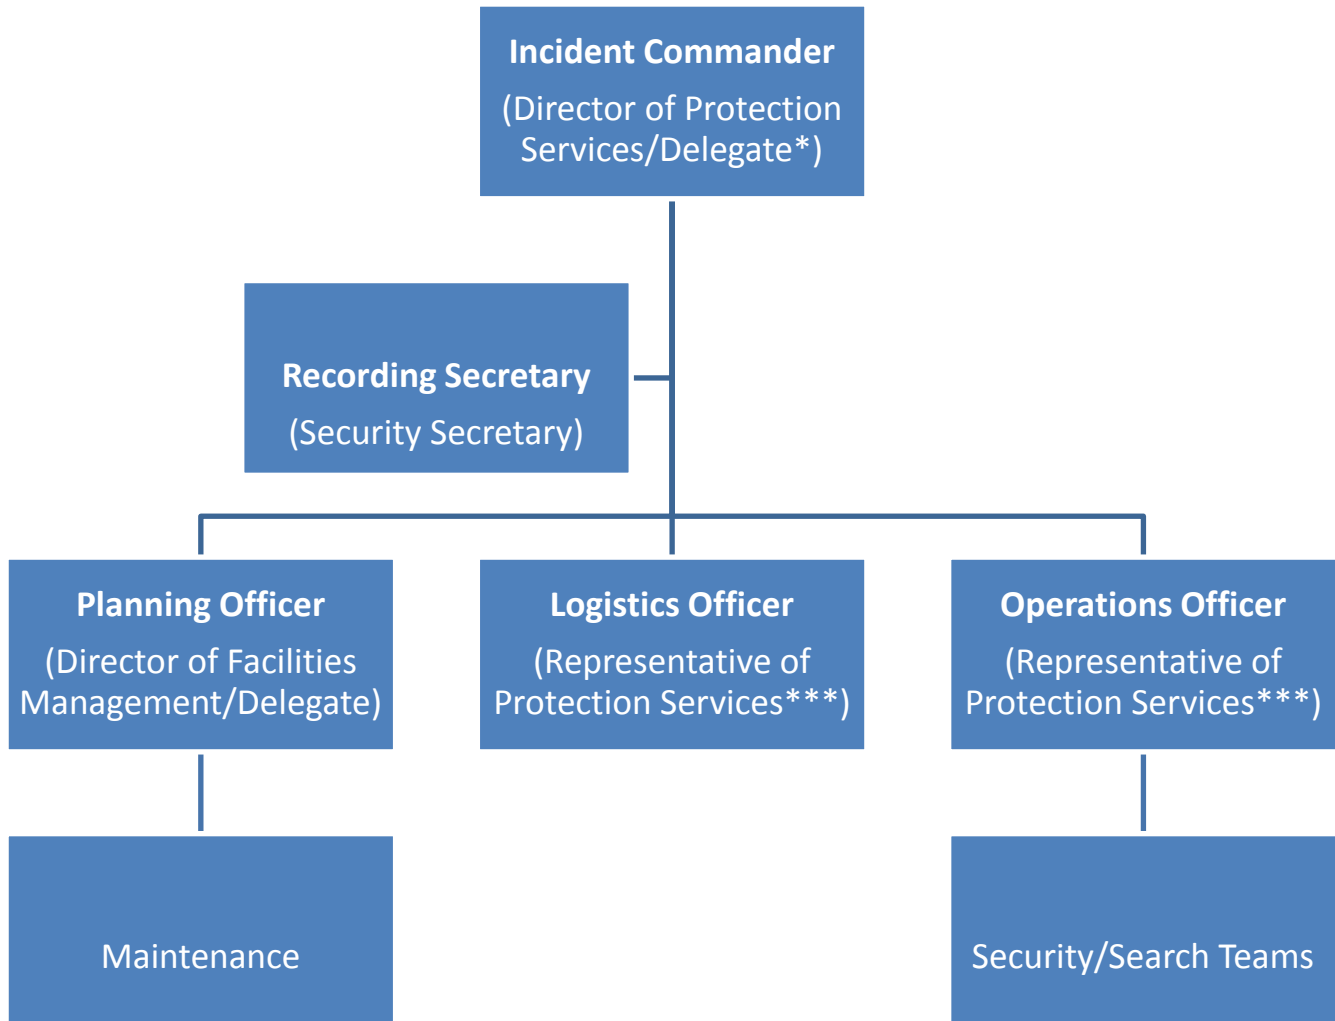 Incident Commander
(Director of Protection
Services/Delegate*)
Recording Secretary
(Security Secretary)
Planning Officer
(Director of Facilities
Management/Delegate)
Logistics Officer
(Representative of
Protection Services***)
Operations Officer
(Representative of
Protection Services***)
Maintenance
Security/Search Teams